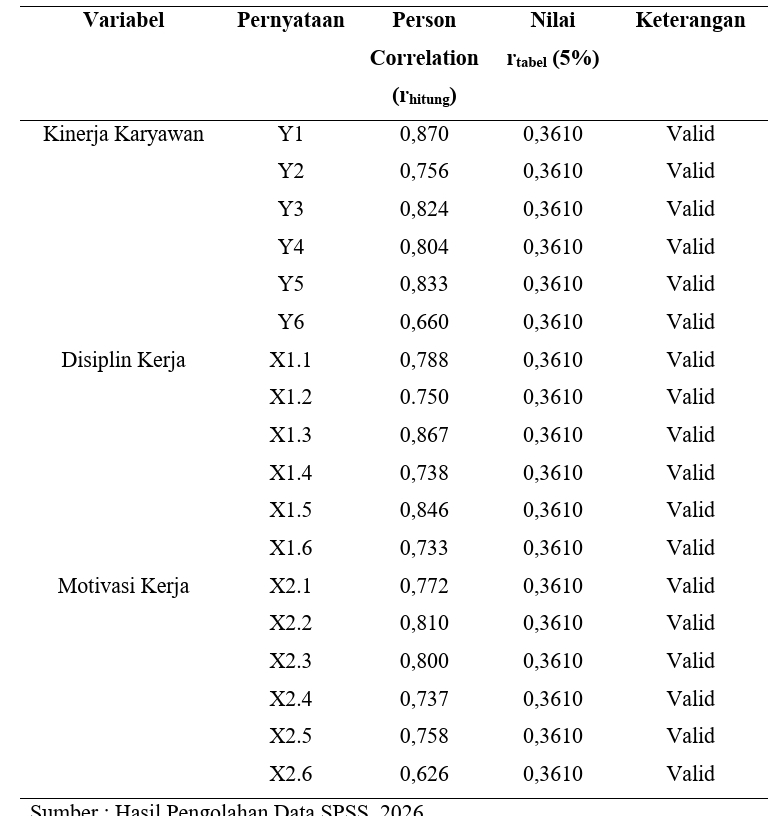 Variabel Pernyataan Person Correlation (rhitung) Nilai rtabel (5%) Keterangan
Kinerja Karyawan Y1 0,870 0,3610 Valid
Y2 0,756 0,3610 Valid
Y3 0,824 0,3610 Valid
Y4 0,804 0,3610 Valid
Y5 0,833 0,3610 Valid
Y6 0,660 0,3610 Valid
Disiplin Kerja X1.1 0,788 0,3610 Valid
X1.2 0.750 0,3610 Valid
X1.3 0,867 0,3610 Valid
X1.4 0,738 0,3610 Valid
X1.5 0,846 0,3610 Valid
X1.6 0,733 0,3610 Valid
Motivasi Kerja X2.1 0,772 0,3610 Valid
X2.2 0,810 0,3610 Valid
X2.3 0,800 0,3610 Valid
X2.4 0,737 0,3610 Valid
X2.5 0,758 0,3610 Valid
X2.6 0,626 0,3610 Valid
Sumber : Hasil Pengolahan Data SPSS, 2026